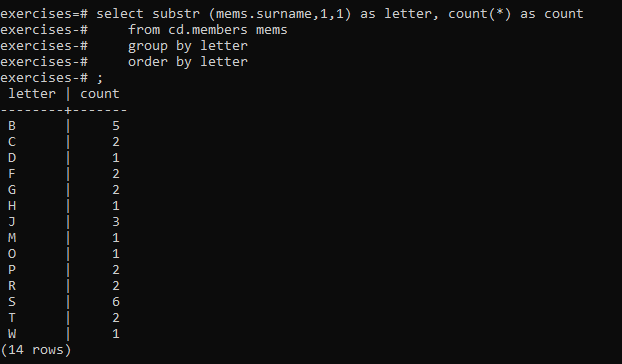 exercises=# select substr (mems.surname,1,1) as letter, count(*) as count
exercises-#     from cd.members mems
exercises-#     group by letter
exercises-#     order by letter
exercises-# ;
 letter | count
--------+-------
 B      |     5
 C      |     2
 D      |     1
 F      |     2
 G      |     2
 H      |     1
 J      |     3
 M      |     1
 O      |     1
 P      |     2
 R      |     2
 S      |     6
 T      |     2
 W      |     1
(14 rows)